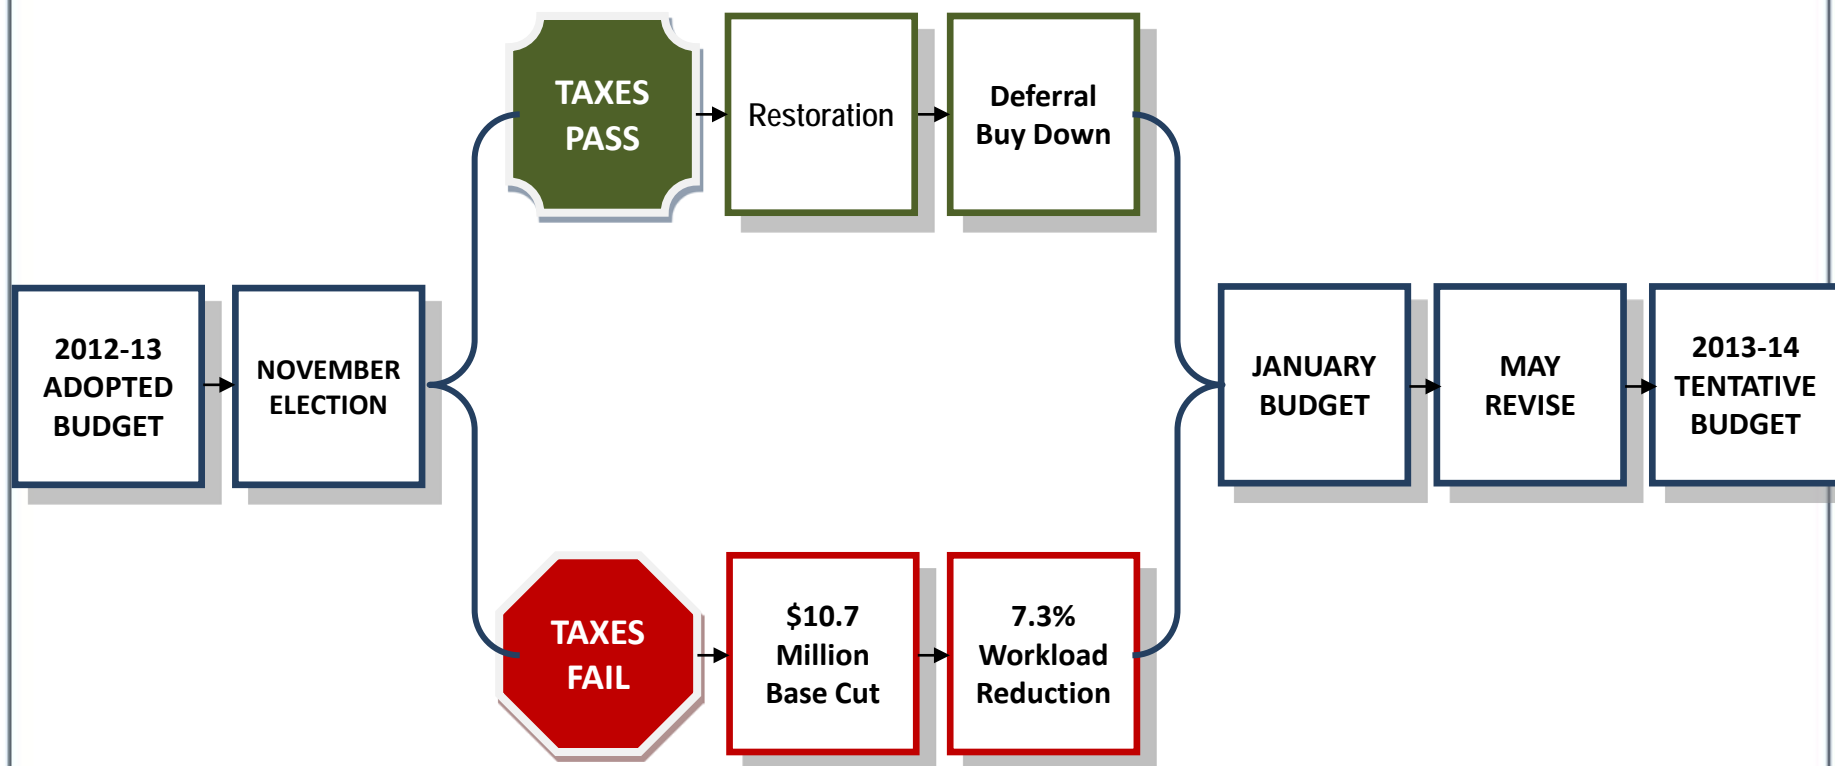 TAXES
PASS
Restoration
Deferral
Buy Down
2012-13
ADOPTED
BUDGET
NOVEMBER
ELECTION
JANUARY
BUDGET
MAY
REVISE
2013-14
TENTATIVE
BUDGET
TAXES
FAIL
$10.7
Million
Base Cut
7.3%
Workload
Reduction